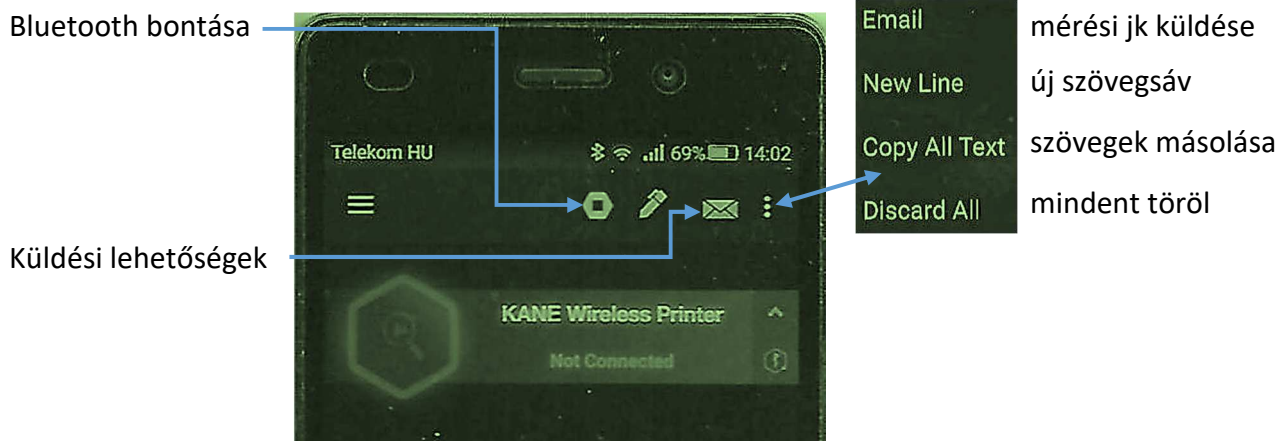 Bluetooth bontása
Telekom HU 69% 14:02
Küldési lehetőségek
KANE Wireless Printer
Not Connected
Email mérési jk küldése
New Line új szövegsáv
Copy All Text szövegek másolása
Discard All mindent töröl